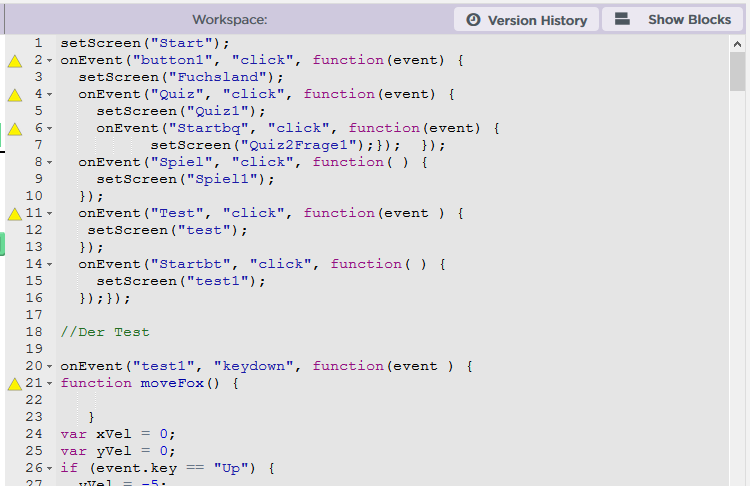 Workspace:
Version History
Show Blocks
1 setScreen("Start");
2 onEvent("button1", "click", function(event) {
3 setScreen("Fuchsland");
4 onEvent("Quiz", "click", function(event) {
5 setScreen("Quiz1");
6 onEvent("Startbq", "click", function(event) {
7 setScreen("Quiz2Frage1");}); });
8 onEvent("Spiel", "click", function( ) {
9 setScreen("Spiel1");
10 });
11 onEvent("Test", "click", function(event ) {
12 setScreen("test");
13 });
14 onEvent("Startbt", "click", function( ) {
15 setScreen("test1");
16 });});
17
18 //Der Test
19
20 onEvent("test1", "keydown", function(event ) {
21 function moveFox() {
22
23 }
24 var xVel = 0;
25 var yVel = 0;
26 if (event.key == "Up") {
27 yVel = -5;